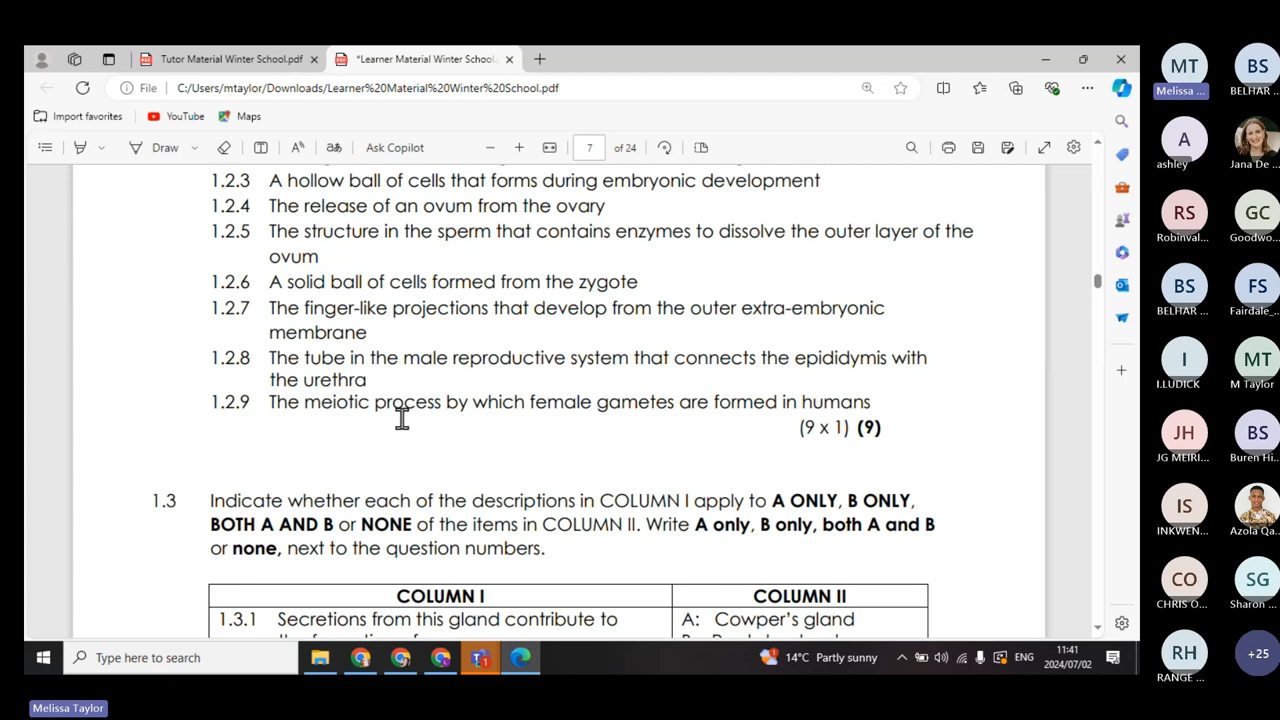 Tutor Material Winter School.pdf
*Learner Material Winter School.
File C:/Users/mtaylor/Downloads/Learner%20Material%20Winter%20School.pdf
Import favorites YouTube Maps
Draw Ask Copilot 7 of 24
1.2.3 A hollow ball of cells that forms during embryonic development
1.2.4 The release of an ovum from the ovary
1.2.5 The structure in the sperm that contains enzymes to dissolve the outer layer of the
ovum
1.2.6 A solid ball of cells formed from the zygote
1.2.7 The finger-like projections that develop from the outer extra-embryonic
membrane
1.2.8 The tube in the male reproductive system that connects the epididymis with
the urethra
1.2.9 The meiotic process by which female gametes are formed in humans
(9 x 1) (9)
1.3 Indicate whether each of the descriptions in COLUMN I apply to A ONLY, B ONLY,
BOTH A AND B or NONE of the items in COLUMN II. Write A only, B only, both A and B
or none, next to the question numbers.
COLUMN I COLUMN II
1.3.1 Secretions from this gland contribute to A: Cowper's gland
Type here to search
14°C Partly sunny ENG
11:41
2024/07/02
MT BS
Melissa ... BELHAR
A
ashley Jana De ...
RS GC
Robinval... Goodwo...
BS FS
BELHAR ... Fairdale_...
I MT
I.LUDICK M Taylor
JH BS
JG MEIRI... Buren Hi...
IS
INKWEN... Azola Qa...
CO SG
CHRIS O... Sharon ...
RH +25
RANGE ...
Melissa Taylor